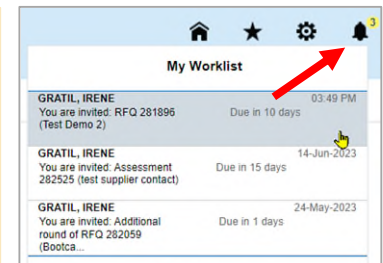 3
My Worklist
GRATIL, IRENE 03:49 PM
You are invited: RFQ 281896 Due in 10 days
(Test Demo 2)
GRATIL, IRENE 14-Jun-2023
You are invited: Assessment Due in 15 days
282525 (test supplier contact)
GRATIL, IRENE 24-May-2023
You are invited: Additional Due in 1 days
round of RFQ 282059
(Bootca...